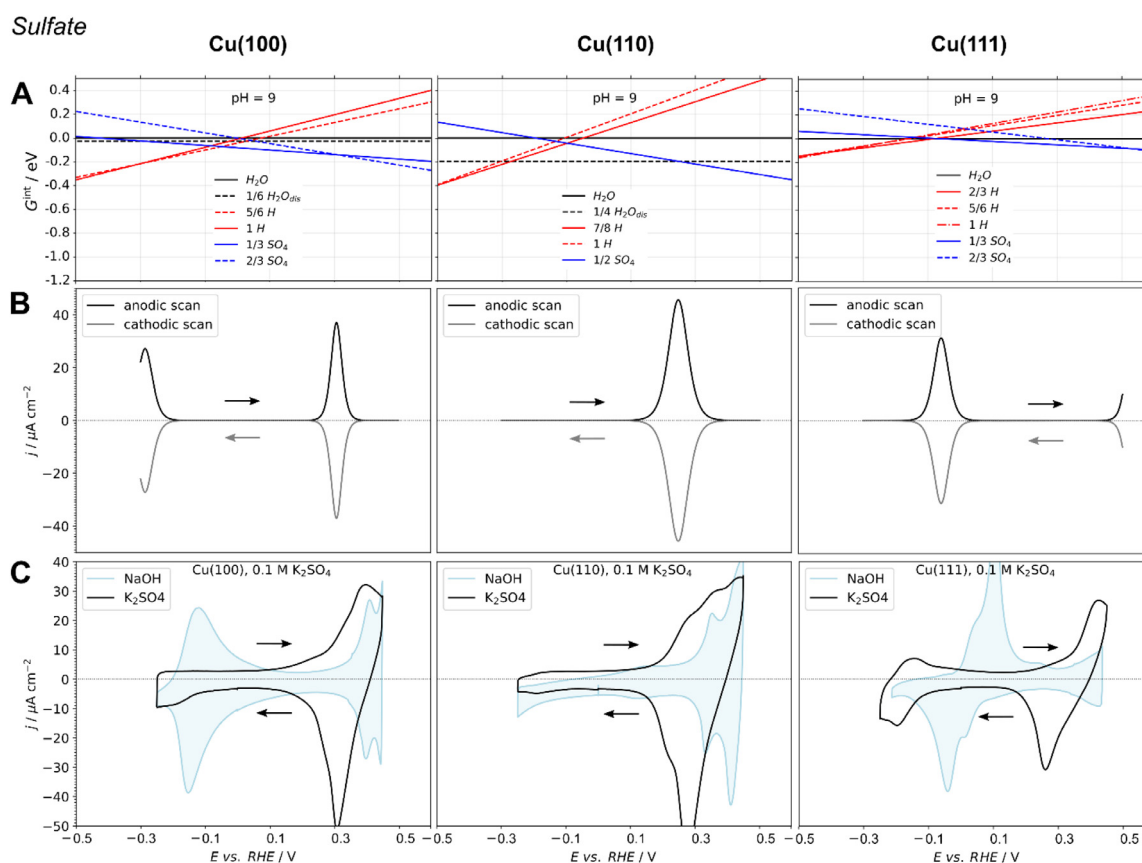 Sulfate
Cu(100)
Cu(110)
Cu(111)
A
G^int / eV
0.4
0.2
0.0
-0.2
-0.4
-0.6
-0.8
-1.0
-1.2
pH = 9
H₂O
1/6 H₂O_dis
5/6 H
1 H
1/3 SO₄
2/3 SO₄
pH = 9
H₂O
1/4 H₂O_dis
7/8 H
1 H
1/2 SO₄
pH = 9
H₂O
2/3 H
5/6 H
1 H
1/3 SO₄
2/3 SO₄
B
j / μA cm⁻²
40
20
0
−20
−40
anodic scan
cathodic scan
anodic scan
cathodic scan
anodic scan
cathodic scan
C
j / μA cm⁻²
40
30
20
10
0
−10
−20
−30
−40
−50
Cu(100), 0.1 M K₂SO₄
NaOH
K₂SO4
Cu(110), 0.1 M K₂SO₄
NaOH
K₂SO4
Cu(111), 0.1 M K₂SO₄
NaOH
K₂SO4
−0.5 −0.3 −0.1 0.1 0.3 0.5
−0.5 −0.3 −0.1 0.1 0.3 0.5
−0.5 −0.3 −0.1 0.1 0.3 0.5
E vs. RHE / V
E vs. RHE / V
E vs. RHE / V